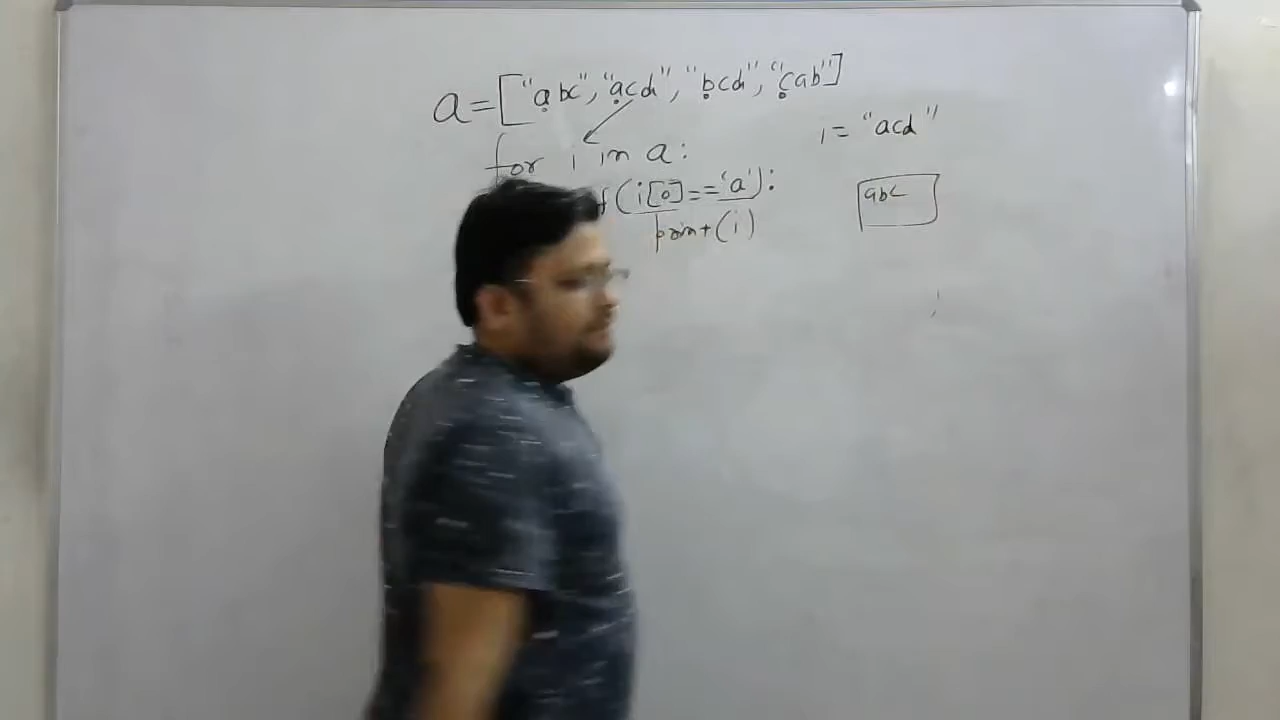 a = ["abc", "acd", "bcd", "cab"]
i = "acd"
for i in a:
f (i[0] == 'a'):
print (i)
abc